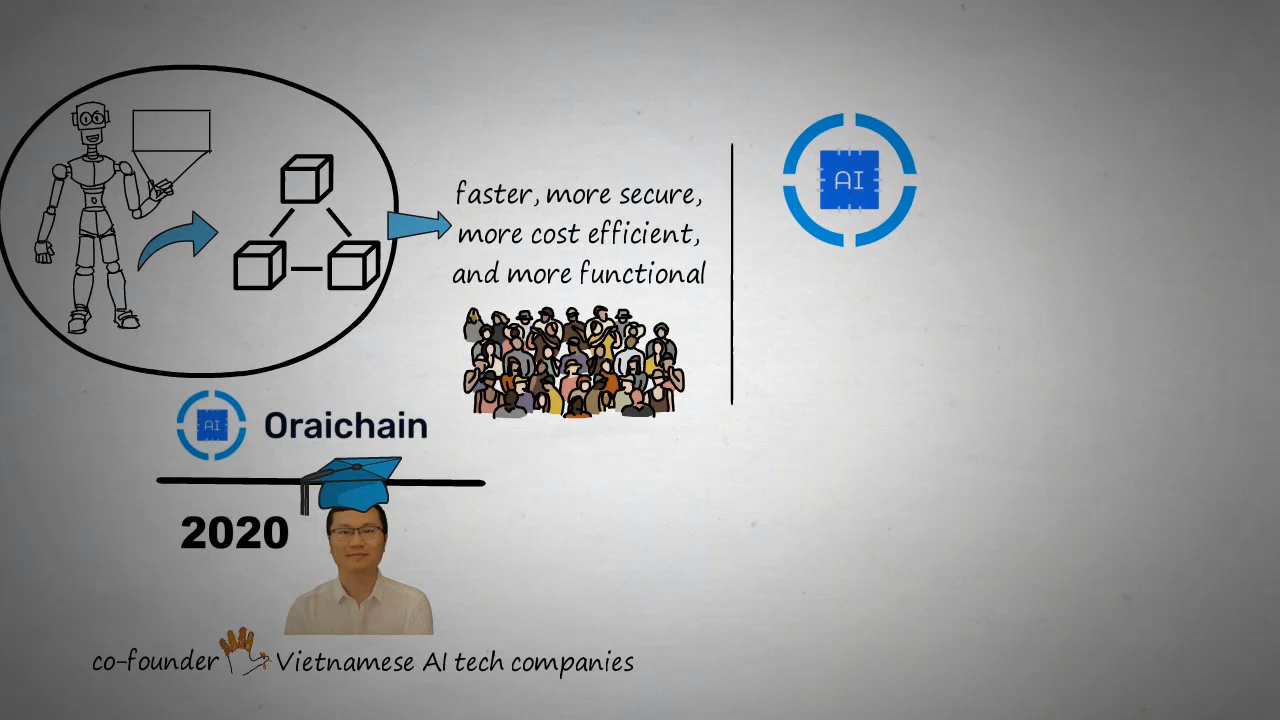 faster, more secure,
more cost efficient,
and more functional
AI
AI
Oraichain
2020
co-founder
Vietnamese AI tech companies